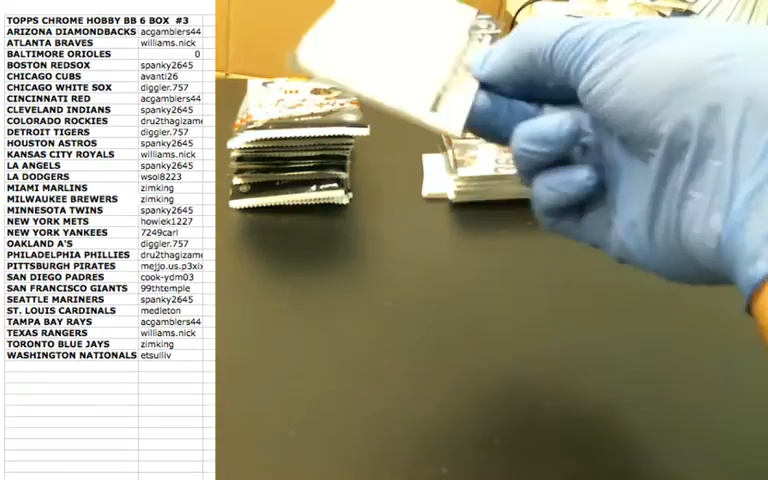 TOPPS CHROME HOBBY BB 6 BOX #3
ARIZONA DIAMONDBACKS acgamblers44
ATLANTA BRAVES williams.nick
BALTIMORE ORIOLES 0
BOSTON REDSOX spanky2645
CHICAGO CUBS avanti26
CHICAGO WHITE SOX diggler.757
CINCINNATI RED acgamblers44
CLEVELAND INDIANS spanky2645
COLORADO ROCKIES dru2thagizame
DETROIT TIGERS diggler.757
HOUSTON ASTROS spanky2645
KANSAS CITY ROYALS williams.nick
LA ANGELS spanky2645
LA DODGERS wsol8223
MIAMI MARLINS zimking
MILWAUKEE BREWERS zimking
MINNESOTA TWINS spanky2645
NEW YORK METS howiek1227
NEW YORK YANKEES 7249carl
OAKLAND A'S diggler.757
PHILADELPHIA PHILLIES dru2thagizame
PITTSBURGH PIRATES mejjo.us.p3xix
SAN DIEGO PADRES cook-ydm03
SAN FRANCISCO GIANTS 99thtemple
SEATTLE MARINERS spanky2645
ST. LOUIS CARDINALS medleton
TAMPA BAY RAYS acgamblers44
TEXAS RANGERS williams.nick
TORONTO BLUE JAYS zimking
WASHINGTON NATIONALS etsulliv